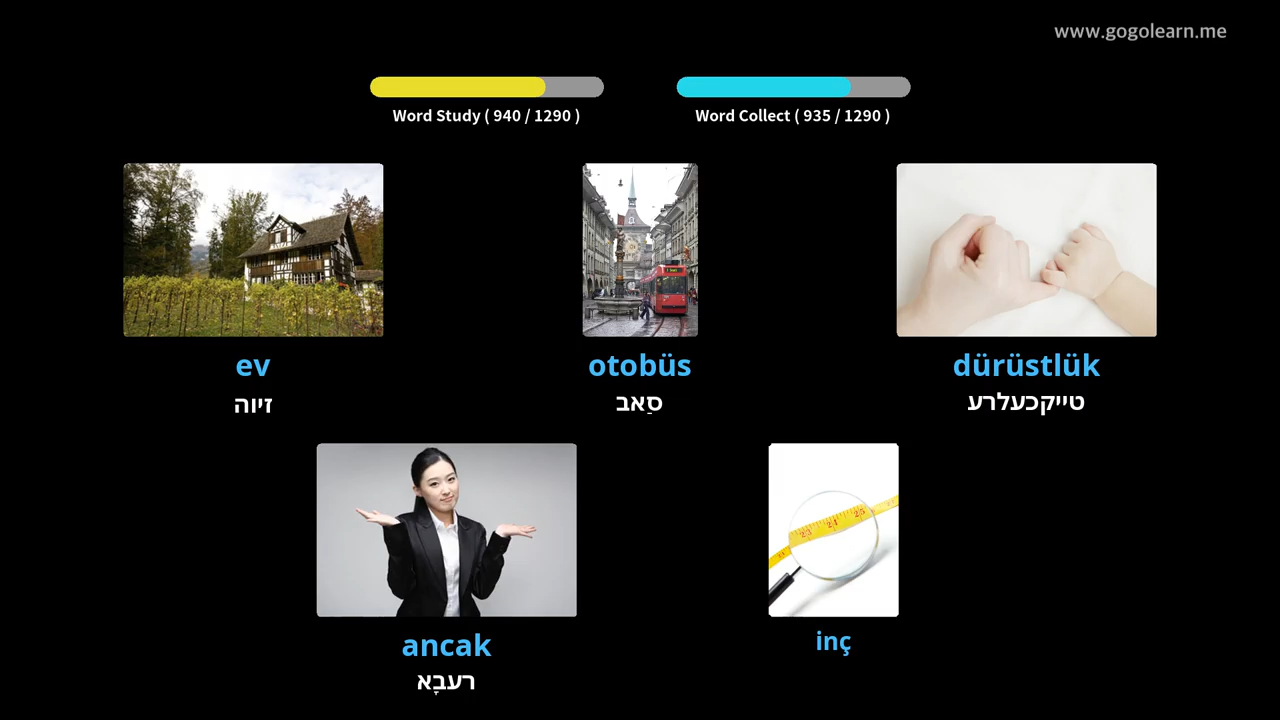 www.gogolearn.me
Word Study ( 940 / 1290 )
Word Collect ( 935 / 1290 )
ev
זיוה
otobüs
סַאב
dürüstlük
טייקכעלרע
ancak
רעבָא
inç